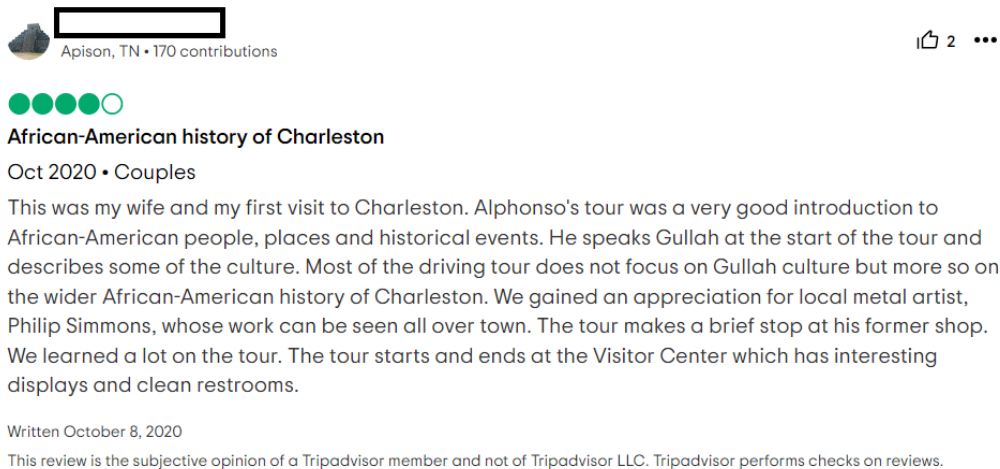 Apison, TN • 170 contributions
2
African-American history of Charleston
Oct 2020 • Couples
This was my wife and my first visit to Charleston. Alphonso's tour was a very good introduction to
African-American people, places and historical events. He speaks Gullah at the start of the tour and
describes some of the culture. Most of the driving tour does not focus on Gullah culture but more so on
the wider African-American history of Charleston. We gained an appreciation for local metal artist,
Philip Simmons, whose work can be seen all over town. The tour makes a brief stop at his former shop.
We learned a lot on the tour. The tour starts and ends at the Visitor Center which has interesting
displays and clean restrooms.
Written October 8, 2020
This review is the subjective opinion of a Tripadvisor member and not of Tripadvisor LLC. Tripadvisor performs checks on reviews.